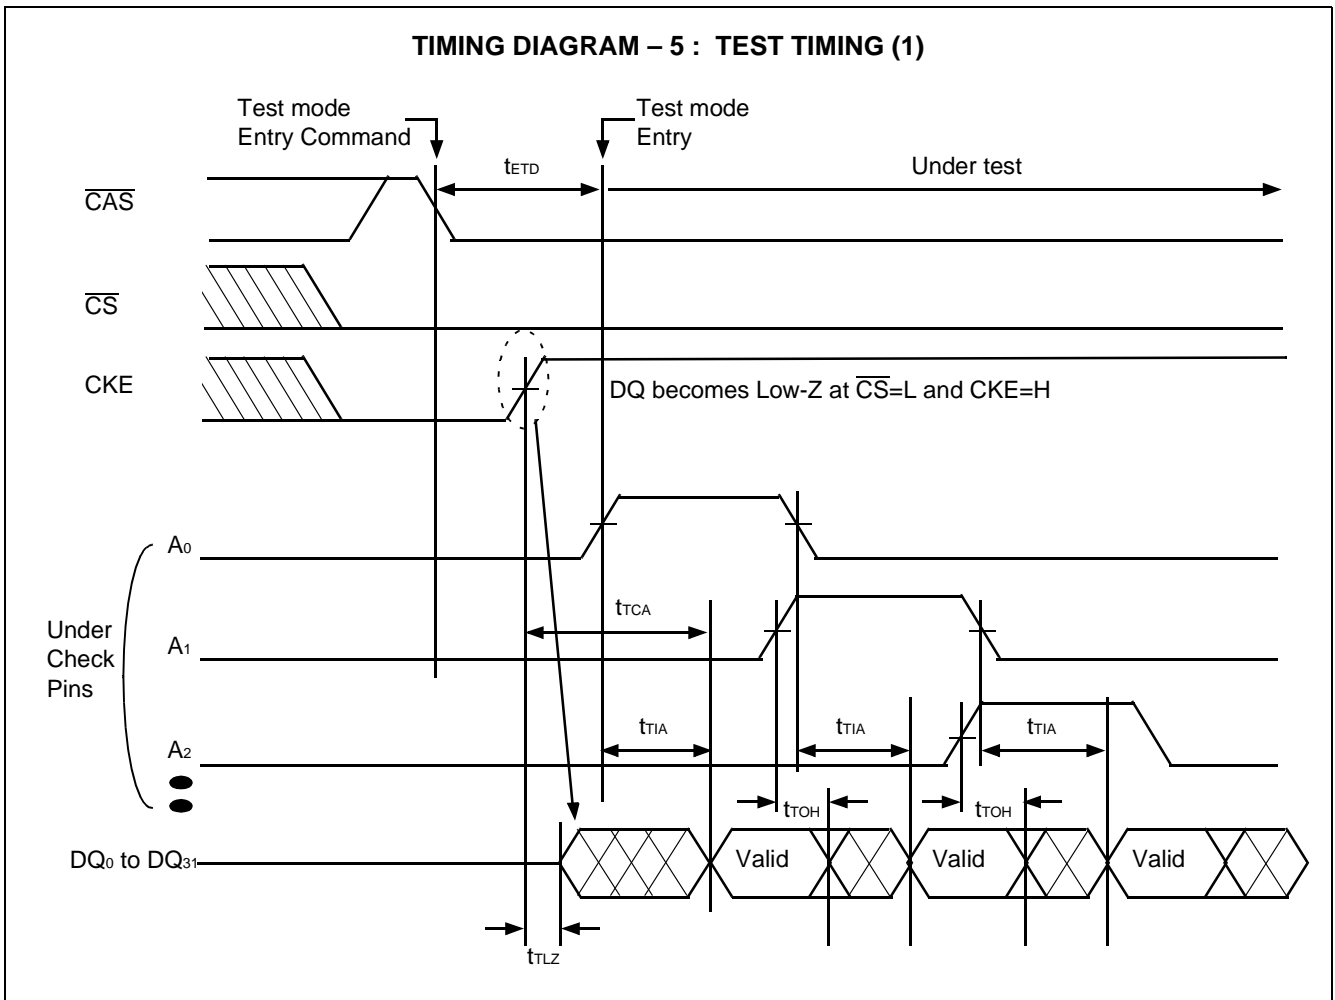 TIMING DIAGRAM – 5 : TEST TIMING (1)
Test mode
Entry Command
Test mode
Entry
tETD
Under test
CAS
CS
CKE
DQ becomes Low-Z at CS=L and CKE=H
A0
tTCA
Under
Check
Pins
A1
tTIA
tTIA
tTIA
A2
tTOH
tTOH
DQ0 to DQ31
Valid
Valid
Valid
tTLZ